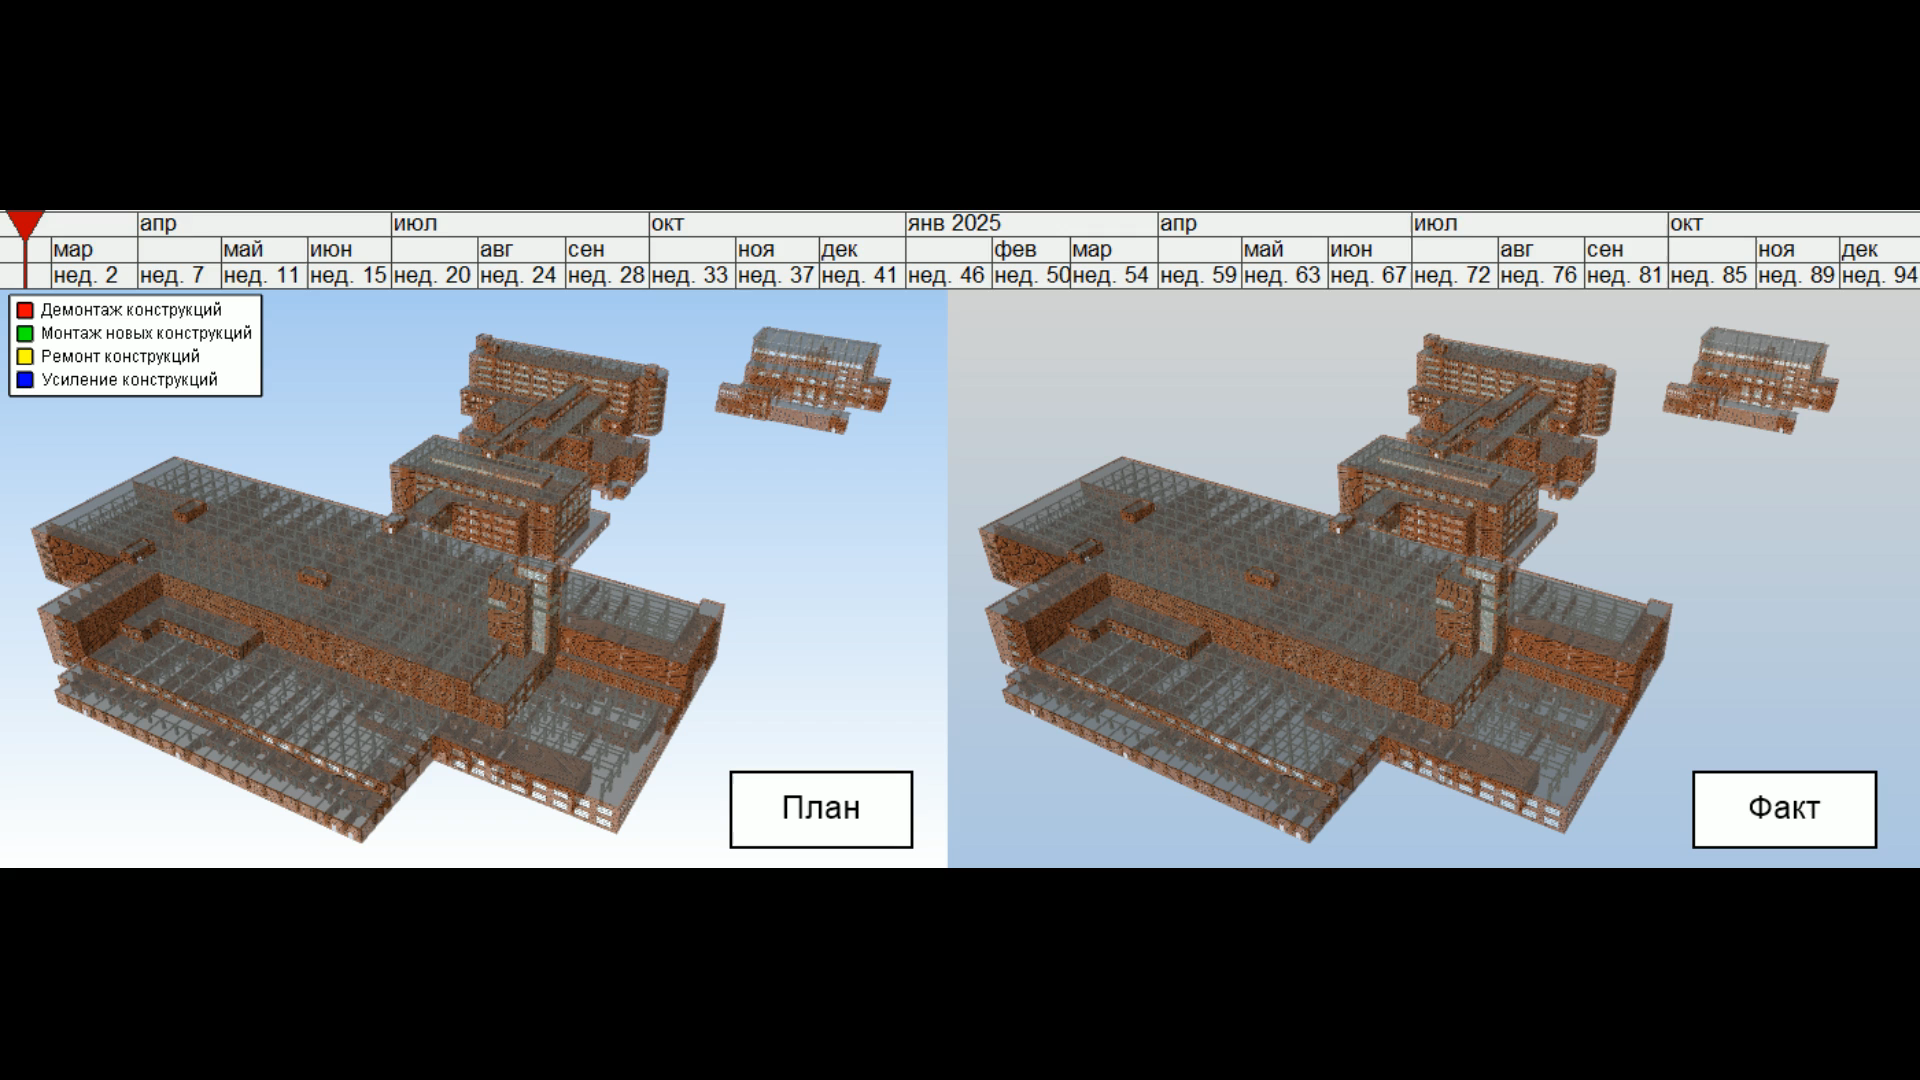 апр июл окт янв 2025 апр июл окт
мар май июн авг сен ноя дек фев мар май июн авг сен ноя дек
нед. 2 нед. 7 нед. 11 нед. 15 нед. 20 нед. 24 нед. 28 нед. 33 нед. 37 нед. 41 нед. 46 нед. 50 нед. 54 нед. 59 нед. 63 нед. 67 нед. 72 нед. 76 нед. 81 нед. 85 нед. 89 нед. 94
Демонтаж конструкций
Монтаж новых конструкций
Ремонт конструкций
Усиление конструкций
План
Факт